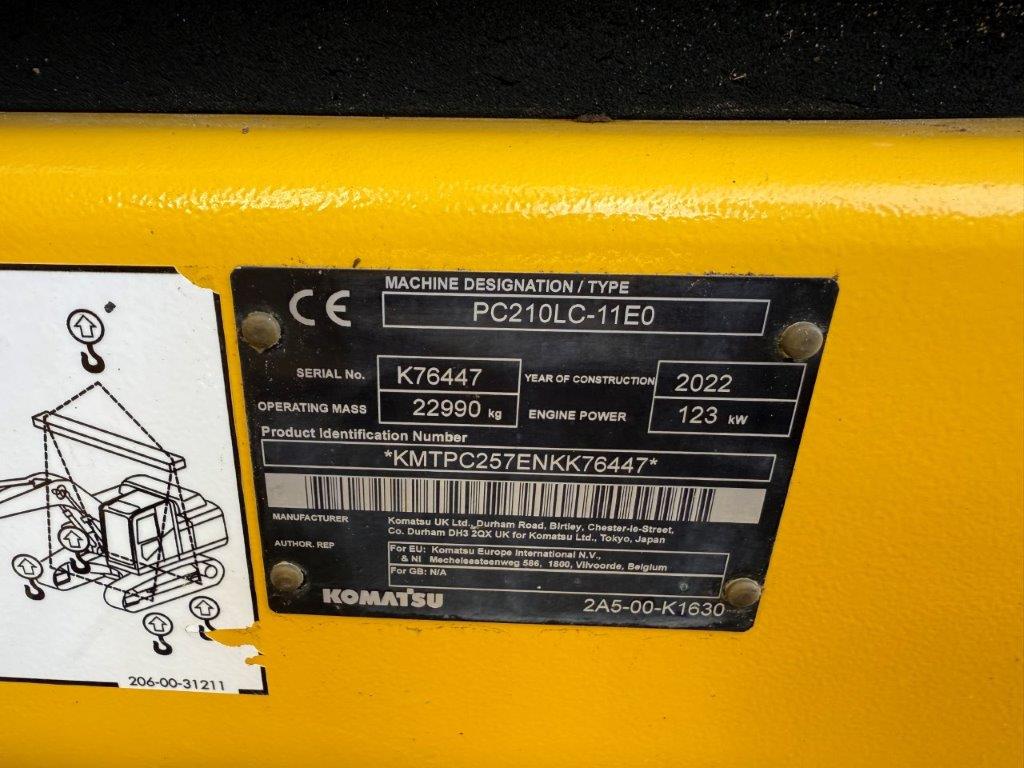 CE
MACHINE DESIGNATION / TYPE
PC210LC-11E0
SERIAL No. K76447 YEAR OF CONSTRUCTION 2022
OPERATING MASS 22990 kg ENGINE POWER 123 kW
Product Identification Number
*KMTPC257ENKK76447*
MANUFACTURER Komatsu UK Ltd., Durham Road, Birtley, Chester-le-Street,
Co. Durham DH3 2QX UK for Komatsu Ltd., Tokyo, Japan
AUTHOR. REP For EU: Komatsu Europe International N.V.,
& NI Mechelsesteenweg 586, 1800, Vilvoorde, Belgium
For GB: N/A
KOMATSU 2A5-00-K1630
206-00-31211